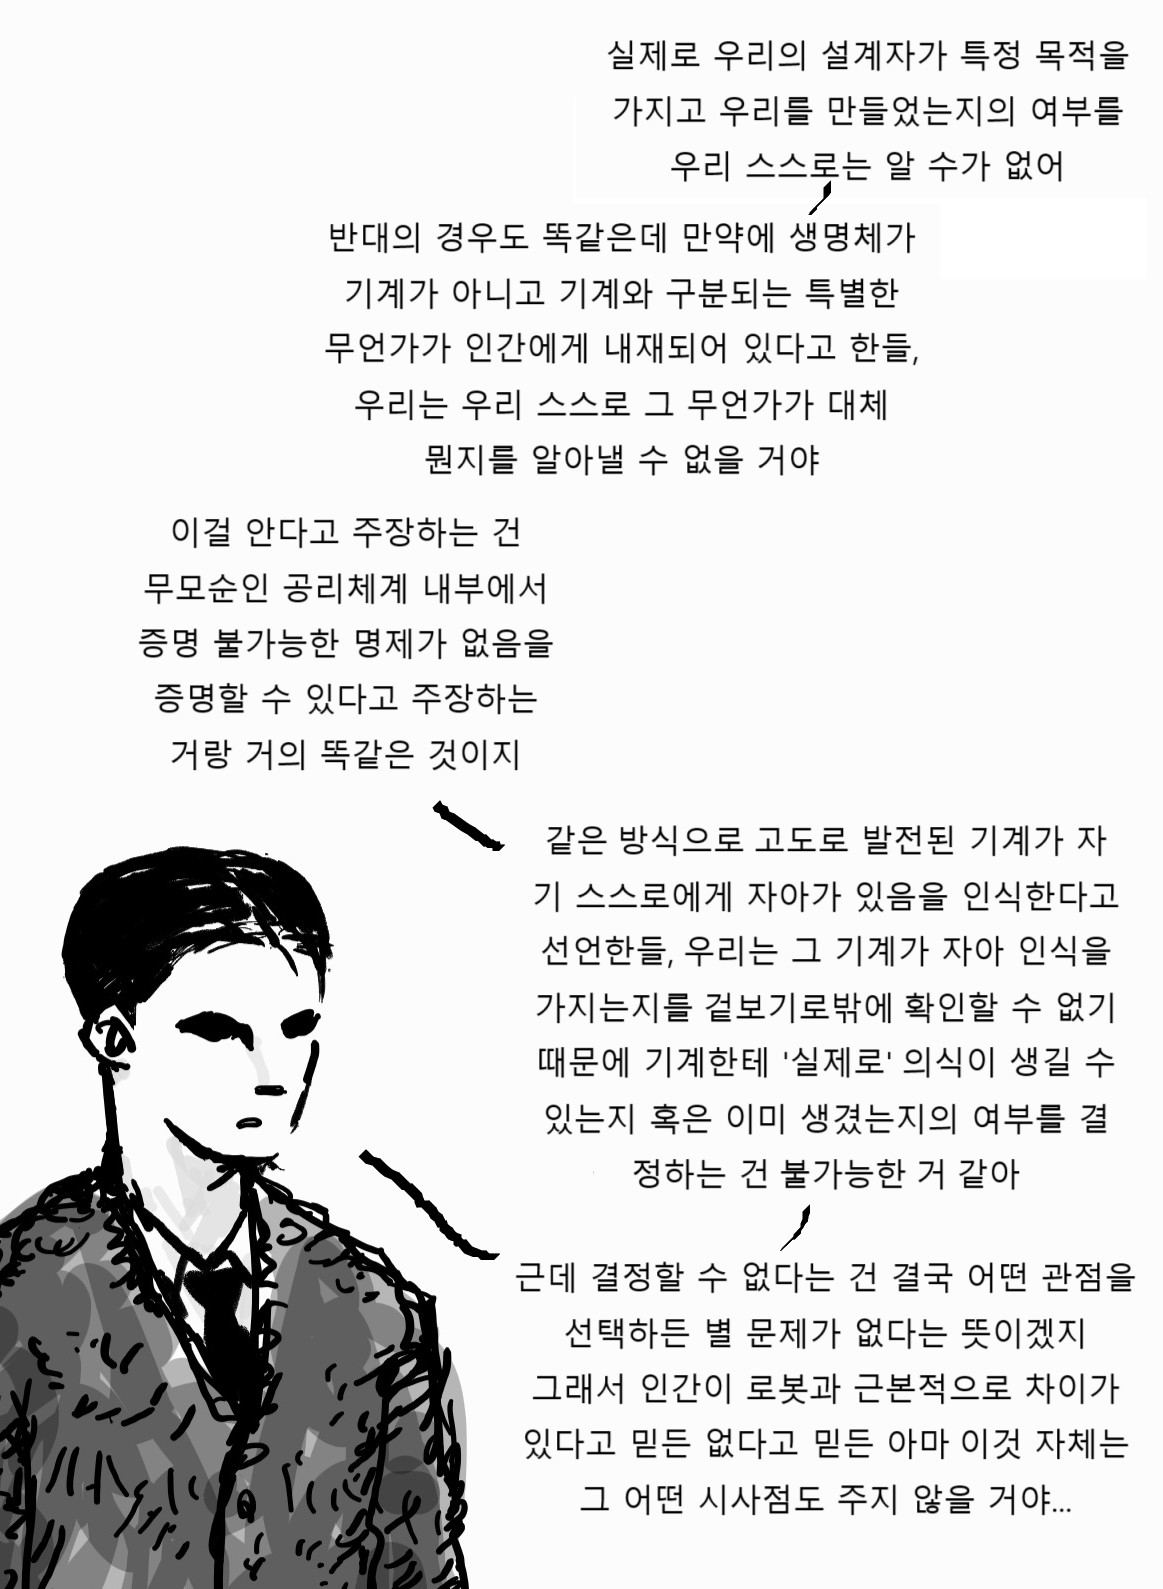 실제로 우리의 설계자가 특정 목적을
가지고 우리를 만들었는지의 여부를
우리 스스로는 알 수가 없어
반대의 경우도 똑같은데 만약에 생명체가
기계가 아니고 기계와 구분되는 특별한
무언가가 인간에게 내재되어 있다고 한들,
우리는 우리 스스로 그 무언가가 대체
뭔지를 알아낼 수 없을 거야
이걸 안다고 주장하는 건
무모순인 공리체계 내부에서
증명 불가능한 명제가 없음을
증명할 수 있다고 주장하는
거랑 거의 똑같은 것이지
같은 방식으로 고도로 발전된 기계가 자
기 스스로에게 자아가 있음을 인식한다고
선언한들, 우리는 그 기계가 자아 인식을
가지는지를 겉보기로밖에 확인할 수 없기
때문에 기계한테 '실제로' 의식이 생길 수
있는지 혹은 이미 생겼는지의 여부를 결
정하는 건 불가능한 거 같아
근데 결정할 수 없다는 건 결국 어떤 관점을
선택하든 별 문제가 없다는 뜻이겠지
그래서 인간이 로봇과 근본적으로 차이가
있다고 믿든 없다고 믿든 아마 이것 자체는
그 어떤 시사점도 주지 않을 거야...